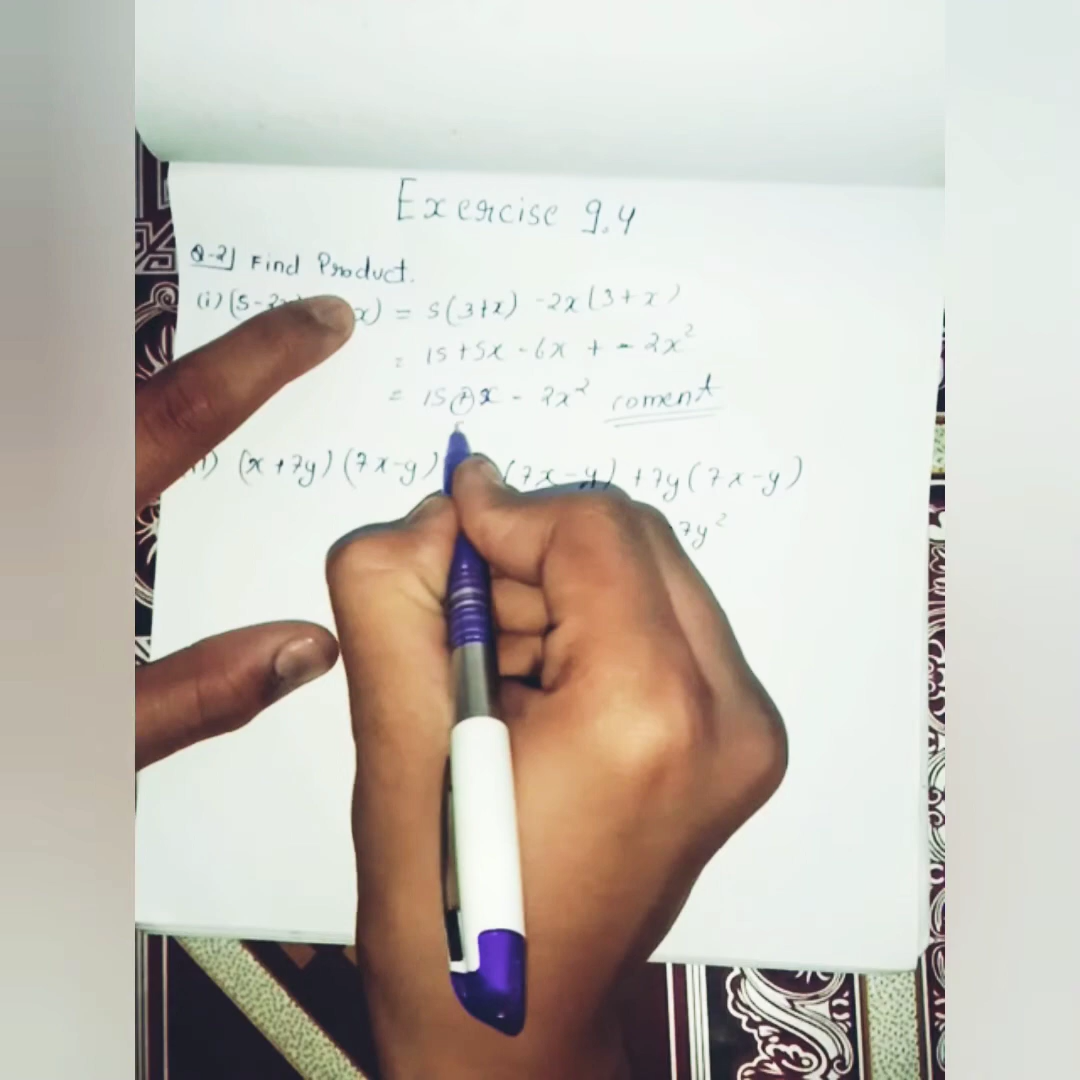 Exercise 9.4
Q-2] Find Product.
(i) (5-2x) = 5(3+x) -2x(3+x)
= 15+5x-6x + - 2x²
= 15+x - 2x² coment
(x+7y) (7x-y) (7x-y) +7y(7x-y)
7y²